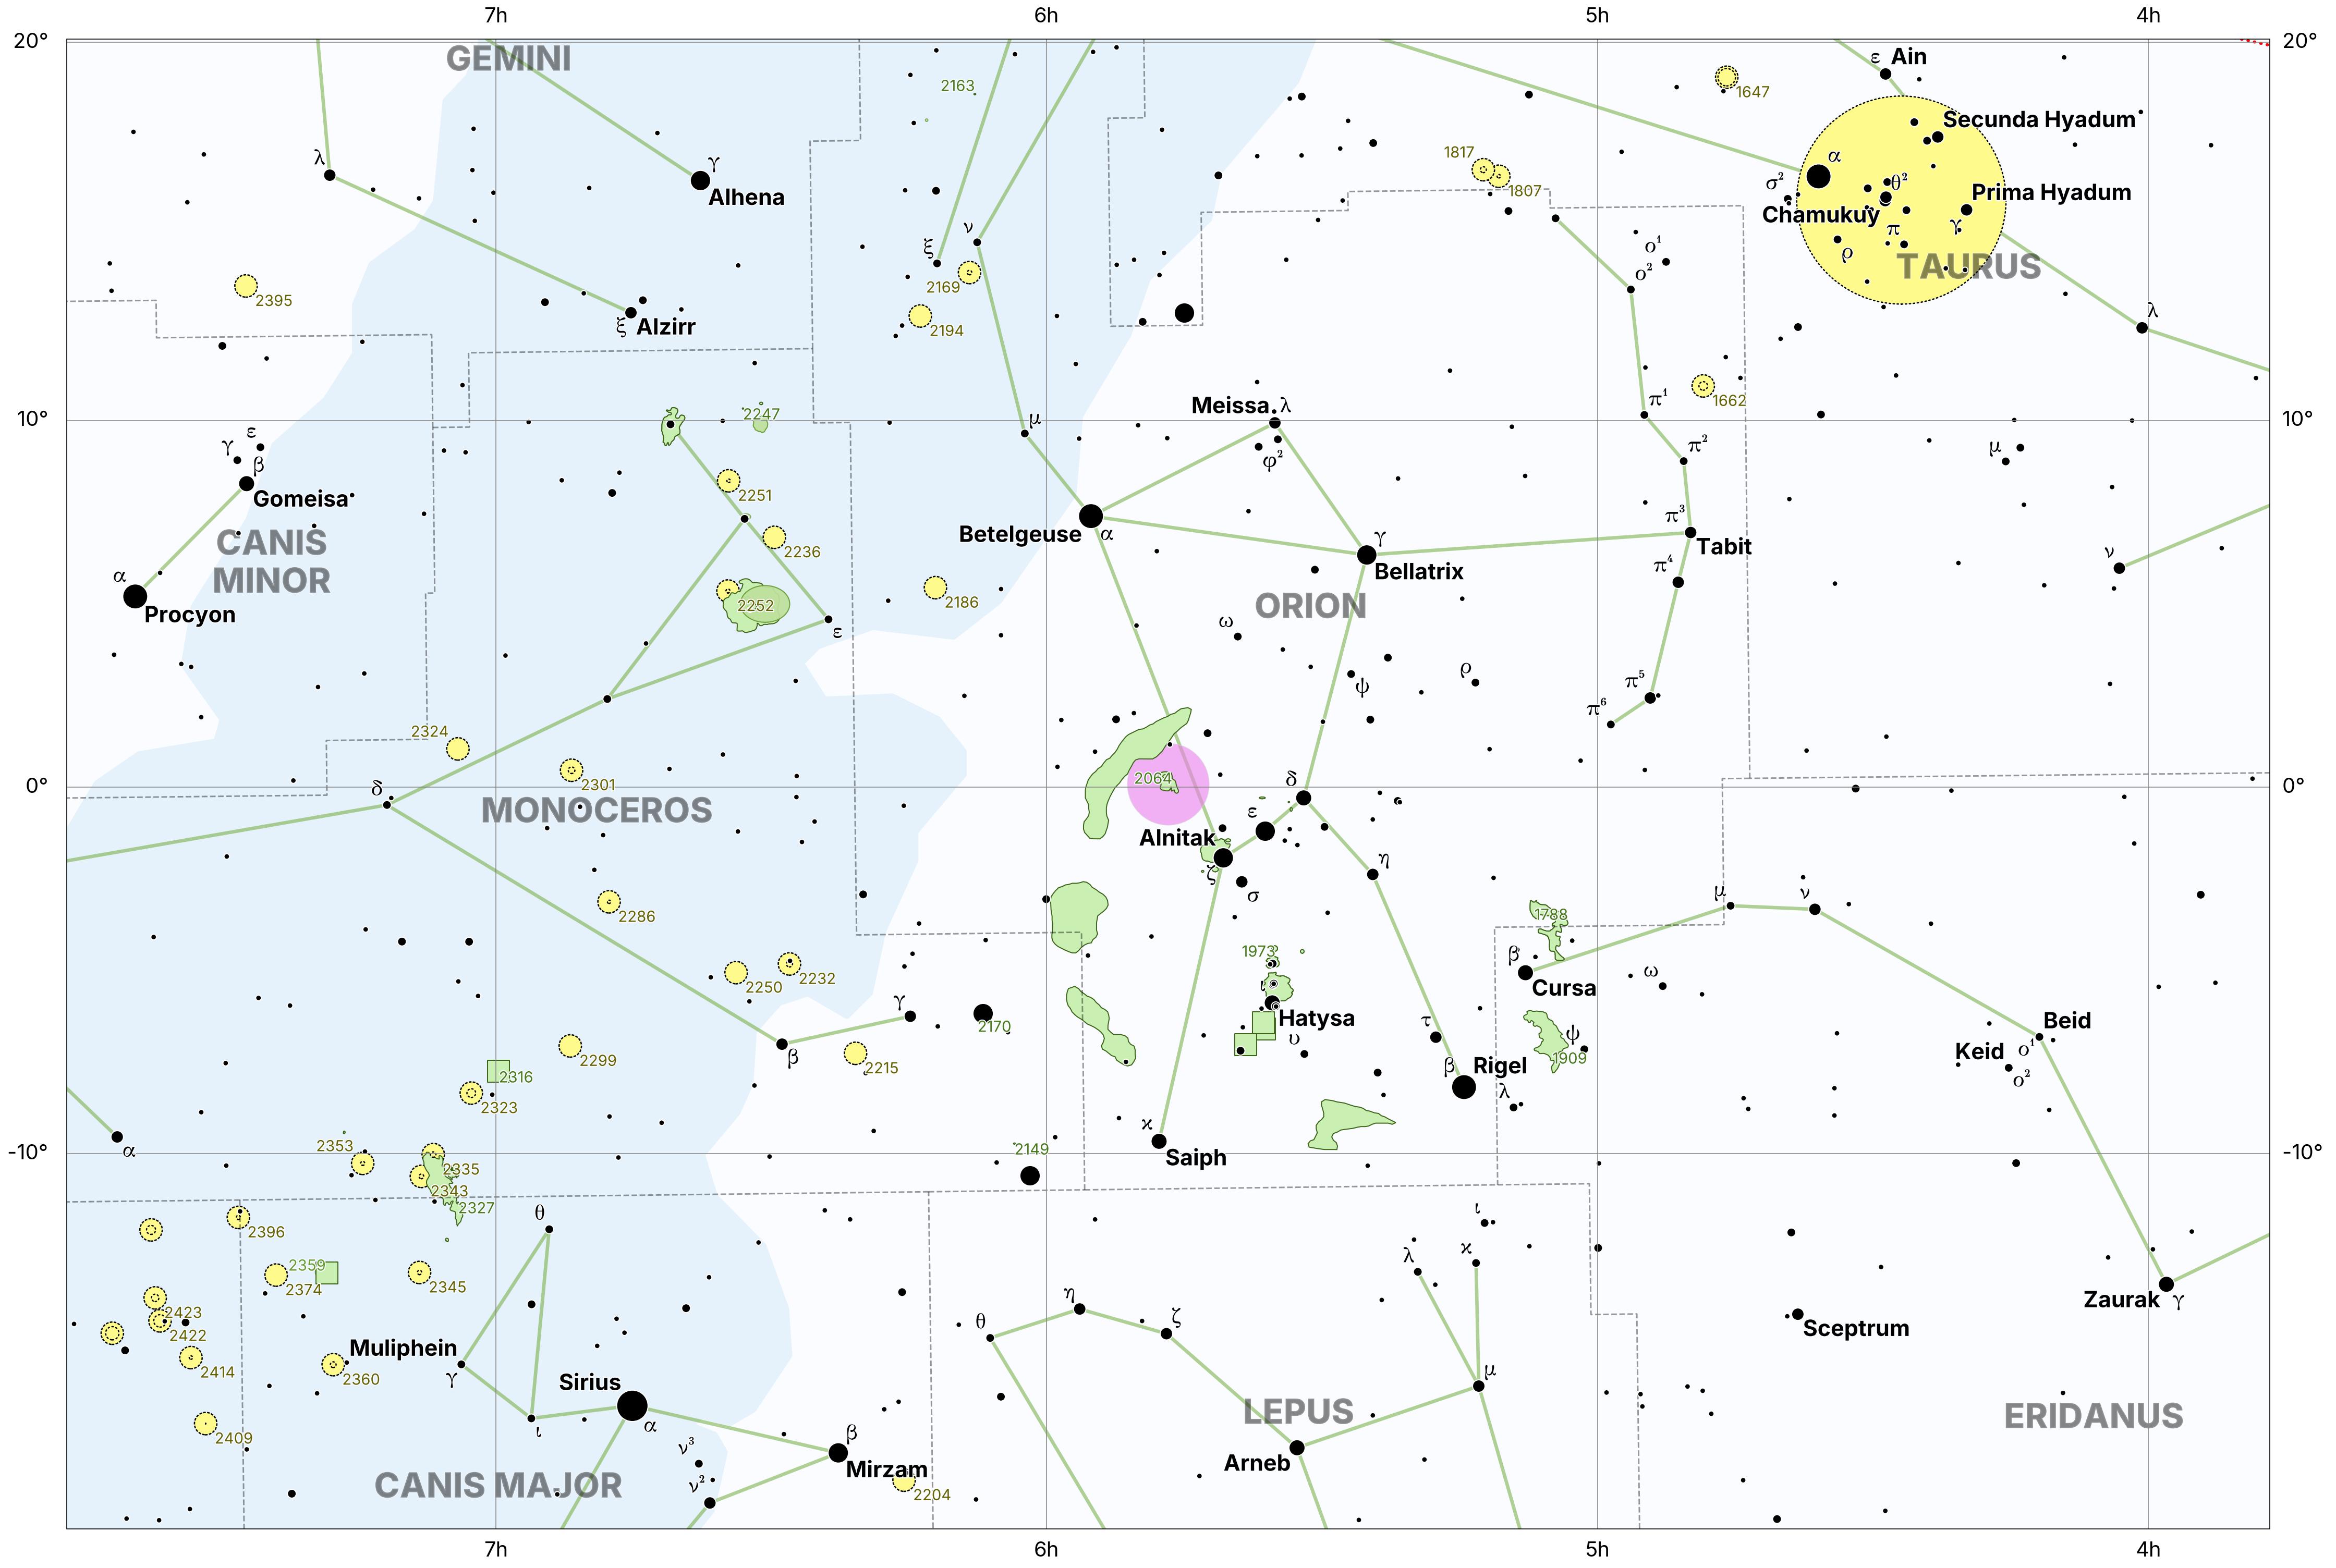 7h 6h 5h 4h
20° 20°
GEMINI
ε Ain
2163
1647
Secunda Hyadum
λ
γ
Alhena
1817
1807
α
σ²
θ²
Prima Hyadum
Chamukuy
π
γ
ρ
TAURUS
ν
ξ
ο¹
ο²
2169
2395
2194
ξ Alzirr
λ
1662
2247
Meissa
λ
μ
π¹
10° 10°
ε
γ
β
φ²
π²
μ
Gomeisa
2251
π³
CANIS
MINOR
Betelgeuse
α
γ
Tabit
2236
Bellatrix
π⁴
ν
α
Procyon
2252
2186
ORION
ε
ω
ρ
ψ
π⁵
π⁶
2324
2064
0° 0°
δ
2301
MONOCEROS
δ
ε
Alnitak
ζ
η
σ
2286
μ
ν
1788
1973
β
Cursa
ω
2250
2232
ι
Hatysa
γ
2170
υ
τ
ψ
1909
Beid
ο¹
Keid
ο²
β
2215
2299
β
Rigel
2316
λ
2323
κ
Saiph
α
2353
2149
-10° -10°
2335
2343
2327
θ
ι
2396
λ
κ
2359
2374
2345
η
θ
ζ
Zaurak γ
2423
2422
Sceptrum
Muliphein
γ
2414
2360
μ
Sirius
α
ι
LEPUS
ERIDANUS
2409
β
ν³
Mirzam
Arneb
CANIS MAJOR
ν²
2204
7h 6h 5h 4h